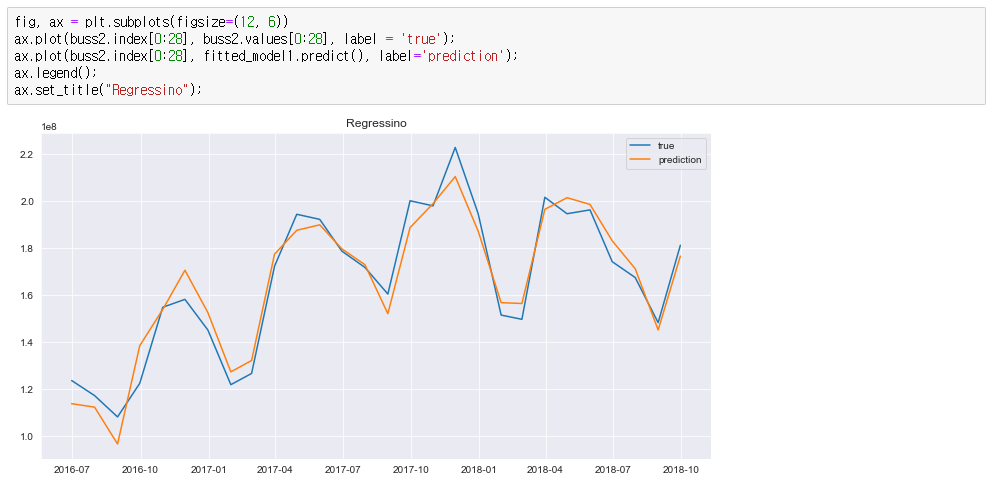 fig, ax = plt.subplots(figsize=(12, 6))
ax.plot(buss2.index[0:28], buss2.values[0:28], label = 'true');
ax.plot(buss2.index[0:28], fitted_model1.predict(), label='prediction');
ax.legend();
ax.set_title("Regressino");
Regressino
1e8
true
prediction
2.2
2.0
1.8
1.6
1.4
1.2
1.0
2016-07 2016-10 2017-01 2017-04 2017-07 2017-10 2018-01 2018-04 2018-07 2018-10